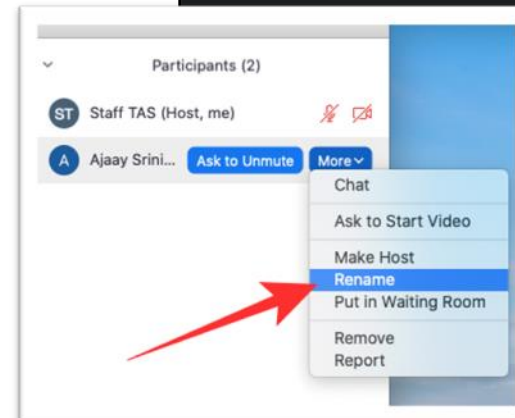 Participants (2)
ST Staff TAS (Host, me)
A Ajaay Srini... Ask to Unmute More
Chat
Ask to Start Video
Make Host
Rename
Put in Waiting Room
Remove
Report